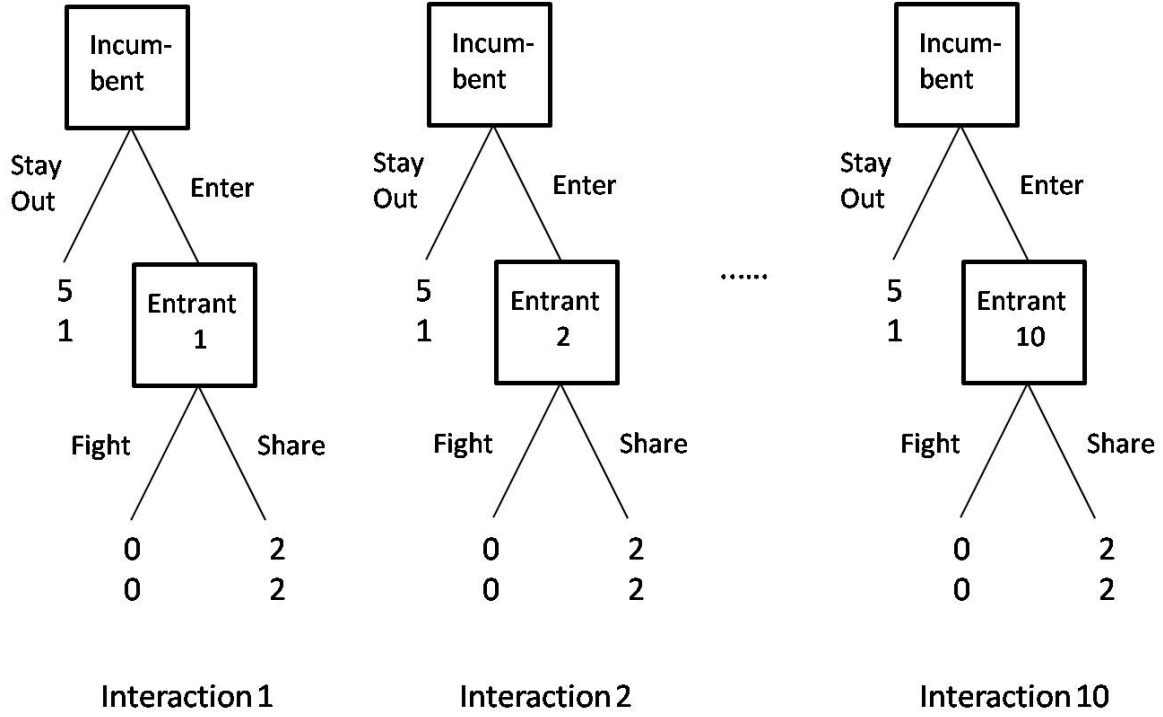 Incum-
bent
Incum-
bent
Incum-
bent
Stay
Out
Enter
Stay
Out
Enter
Stay
Out
Enter
5
1
Entrant
1
5
1
Entrant
2
......
5
1
Entrant
10
Fight
Share
Fight
Share
Fight
Share
0
0
2
2
0
0
2
2
0
0
2
2
Interaction 1
Interaction 2
Interaction 10